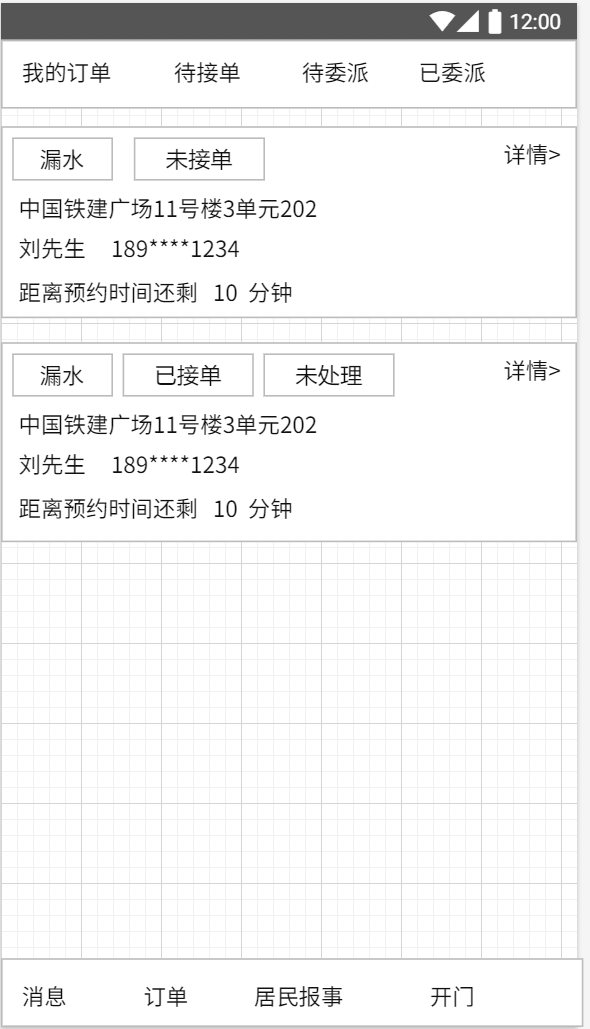 12:00
我的订单 待接单 待委派 已委派
漏水 未接单 详情>
中国铁建广场11号楼3单元202
刘先生 189****1234
距离预约时间还剩 10 分钟
漏水 已接单 未处理 详情>
中国铁建广场11号楼3单元202
刘先生 189****1234
距离预约时间还剩 10 分钟
消息 订单 居民报事 开门